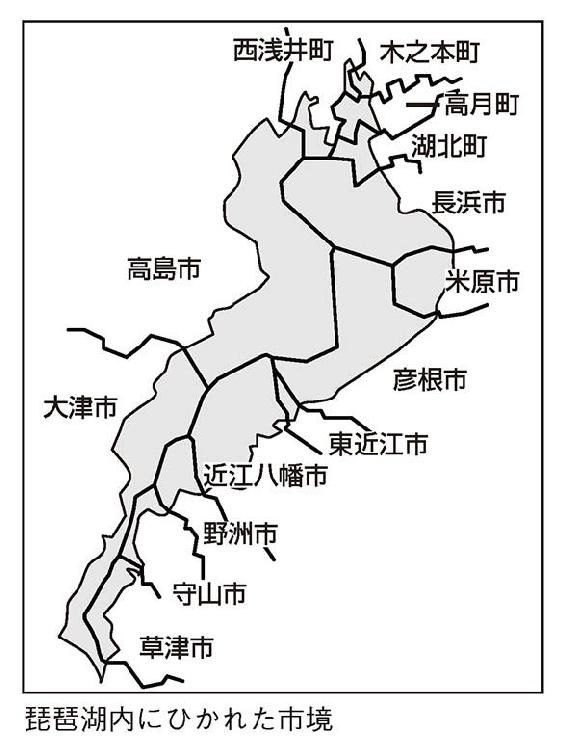 西浅井町
木之本町
高月町
湖北町
長浜市
高島市
米原市
彦根市
大津市
東近江市
近江八幡市
野洲市
守山市
草津市
琵琶湖内にひかれた市境